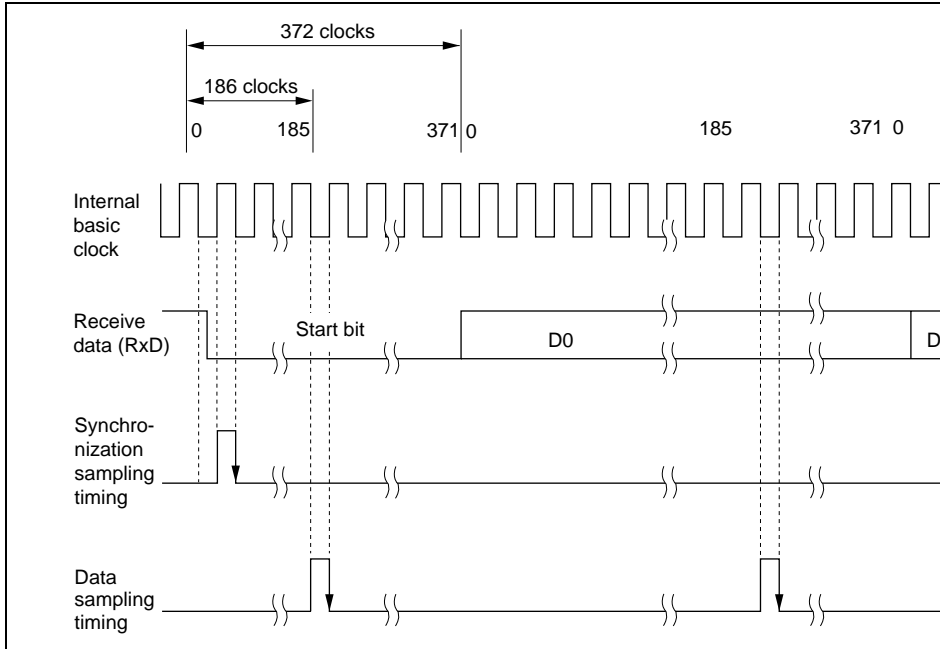 372 clocks
186 clocks
0 185 371 0 185 371 0
Internal
basic
clock
Receive
data (RxD)
Start bit
D0
D
Synchro-
nization
sampling
timing
Data
sampling
timing